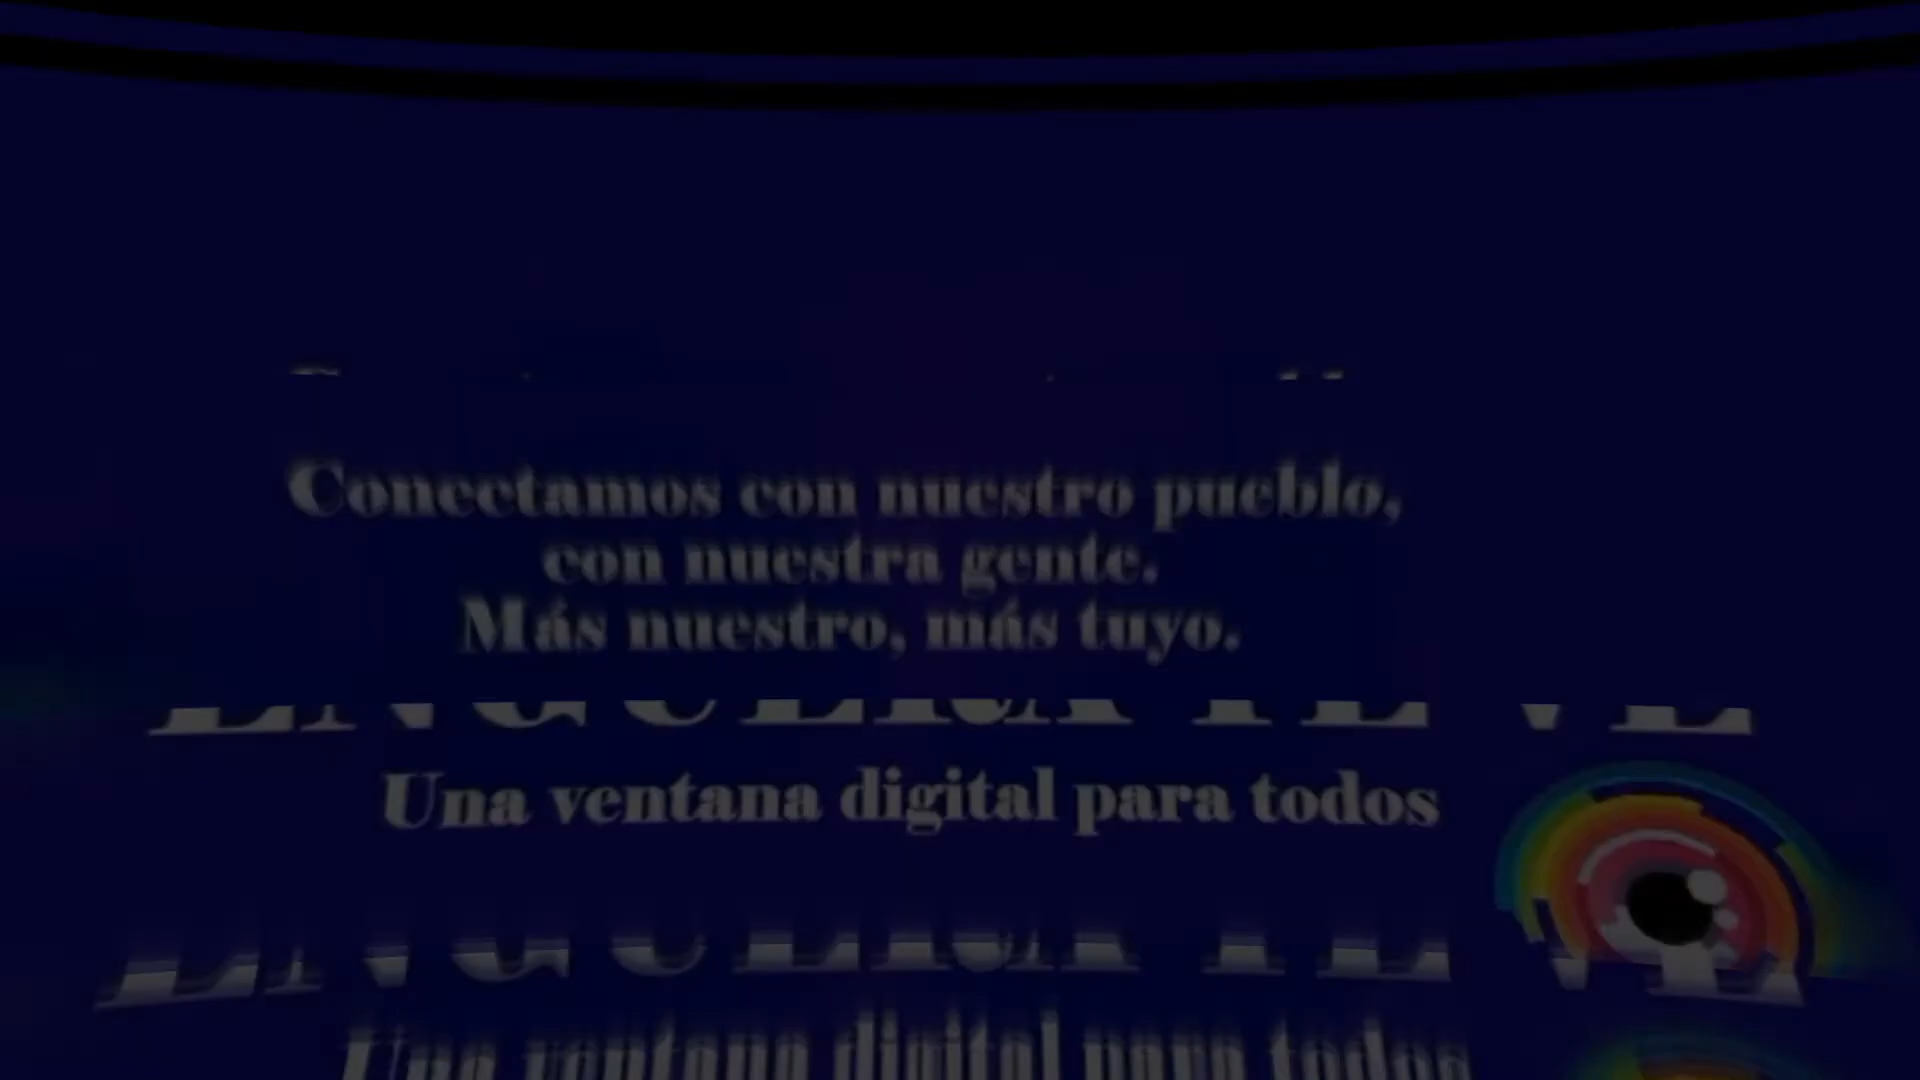 Conectamos con nuestro pueblo,
con nuestra gente.
Más nuestro, más tuyo.
Una ventana digital para todos
Una ventana digital para todos